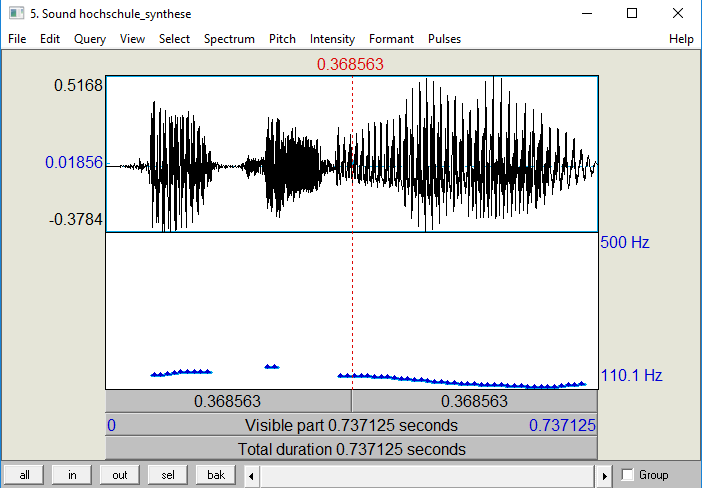 5. Sound hochschule_synthese
File Edit Query View Select Spectrum Pitch Intensity Formant Pulses Help
0.368563
0.5168
0.01856
-0.3784
500 Hz
110.1 Hz
0.368563 0.368563
0 Visible part 0.737125 seconds 0.737125
Total duration 0.737125 seconds
all in out sel bak Group